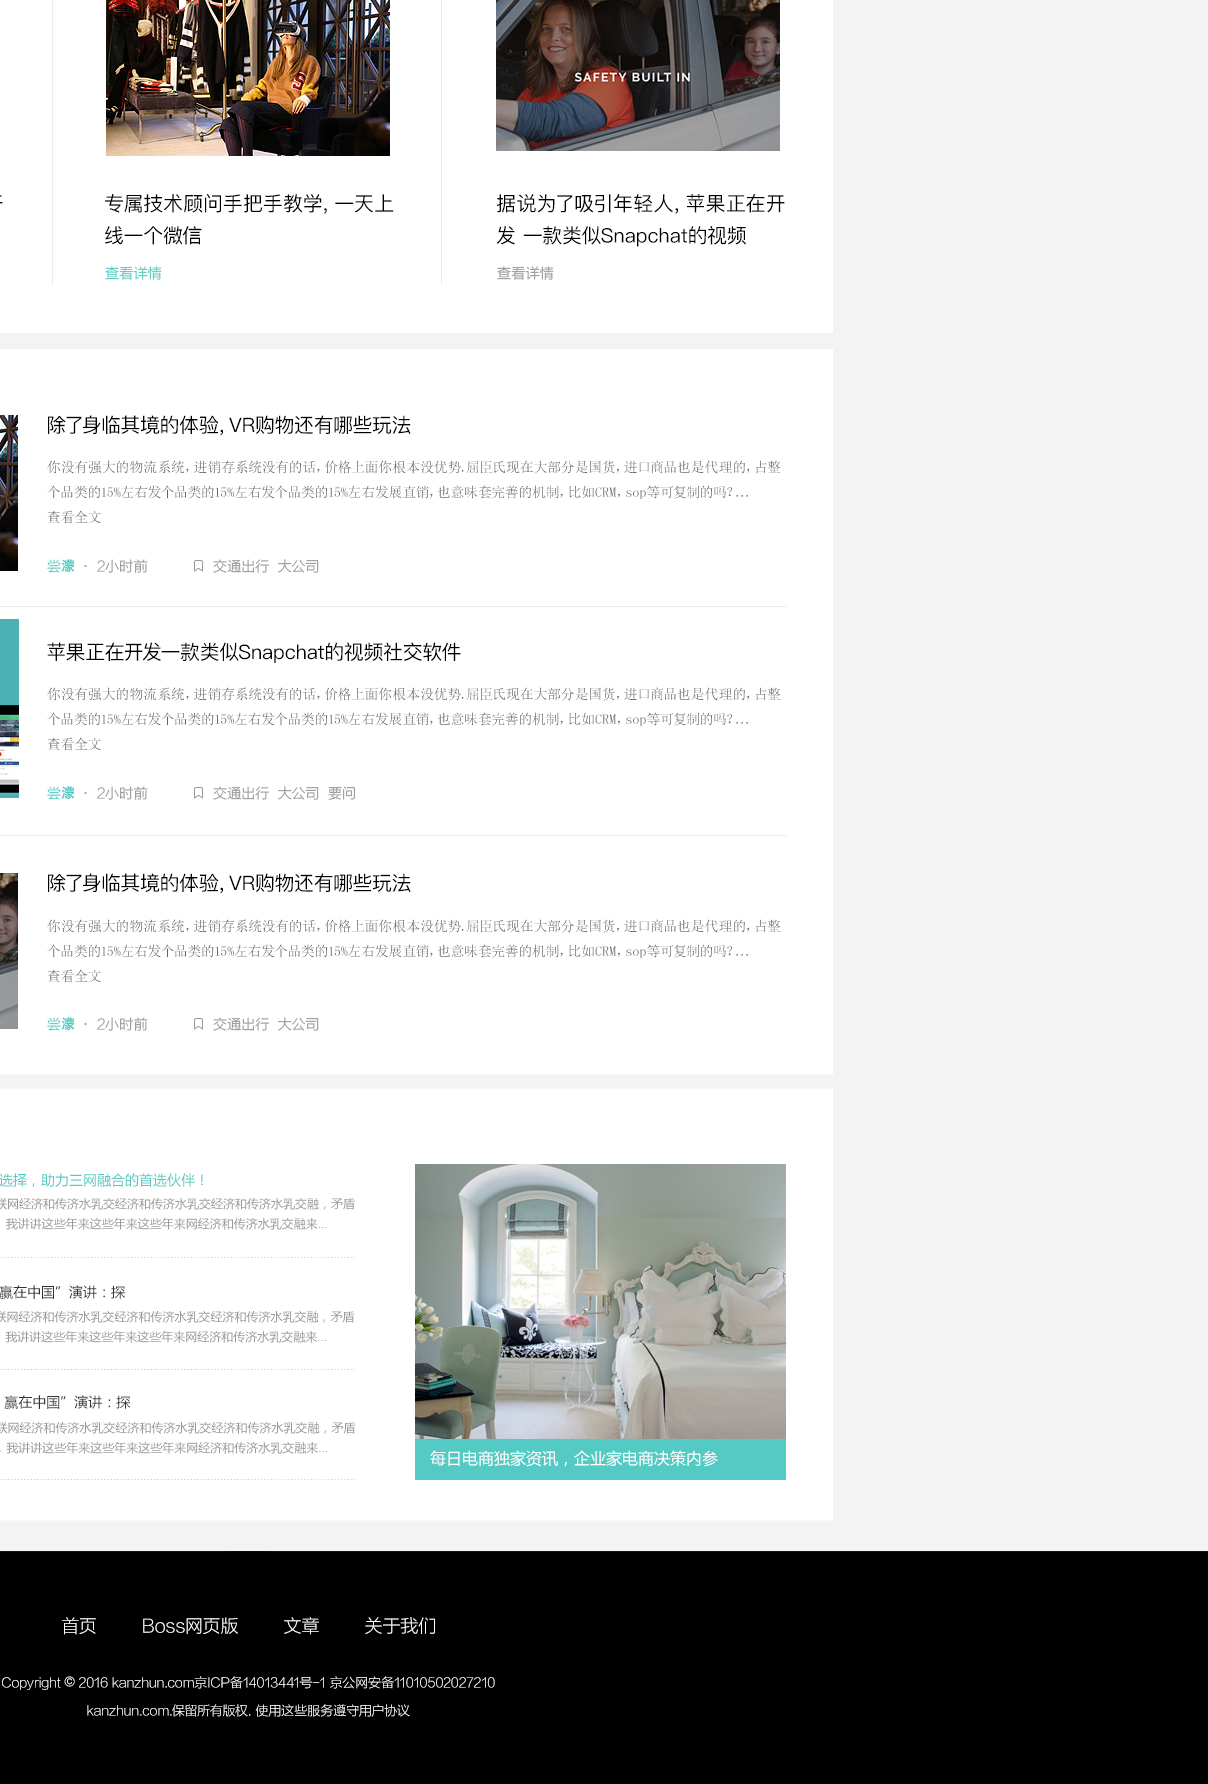 SAFETY BUILT IN
专属技术顾问手把手教学, 一天上
线一个微信
查看详情
据说为了吸引年轻人, 苹果正在开
发 一款类似Snapchat的视频
查看详情
除了身临其境的体验, VR购物还有哪些玩法
你没有强大的物流系统, 进销存系统没有的话, 价格上面你根本没优势. 屈臣氏现在大部分是国货, 进口商品也是代理的, 占整
个品类的15%左右发个品类的15%左右发个品类的15%左右发展直销, 也意味套完善的机制, 比如CRM, sop等可复制的吗? ...
查看全文
尝濛 · 2小时前 交通出行 大公司
苹果正在开发一款类似Snapchat的视频社交软件
你没有强大的物流系统, 进销存系统没有的话, 价格上面你根本没优势. 屈臣氏现在大部分是国货, 进口商品也是代理的, 占整
个品类的15%左右发个品类的15%左右发个品类的15%左右发展直销, 也意味套完善的机制, 比如CRM, sop等可复制的吗? ...
查看全文
尝濛 · 2小时前 交通出行 大公司 要问
除了身临其境的体验, VR购物还有哪些玩法
你没有强大的物流系统, 进销存系统没有的话, 价格上面你根本没优势. 屈臣氏现在大部分是国货, 进口商品也是代理的, 占整
个品类的15%左右发个品类的15%左右发个品类的15%左右发展直销, 也意味套完善的机制, 比如CRM, sop等可复制的吗? ...
查看全文
尝濛 · 2小时前 交通出行 大公司
选择，助力三网融合的首选伙伴！
联网经济和传济水乳交经济和传济水乳交经济和传济水乳交融，矛盾
我讲讲这些年来这些年来这些年来网经济和传济水乳交融来...
赢在中国”演讲：探
联网经济和传济水乳交经济和传济水乳交经济和传济水乳交融，矛盾
我讲讲这些年来这些年来这些年来网经济和传济水乳交融来...
赢在中国”演讲：探
联网经济和传济水乳交经济和传济水乳交经济和传济水乳交融，矛盾
我讲讲这些年来这些年来这些年来网经济和传济水乳交融来...
每日电商独家资讯，企业家电商决策内参
首页 Boss网页版 文章 关于我们
Copyright © 2016 kanzhun.com京ICP备14013441号-1 京公网安备11010502027210
kanzhun.com.保留所有版权. 使用这些服务遵守用户协议